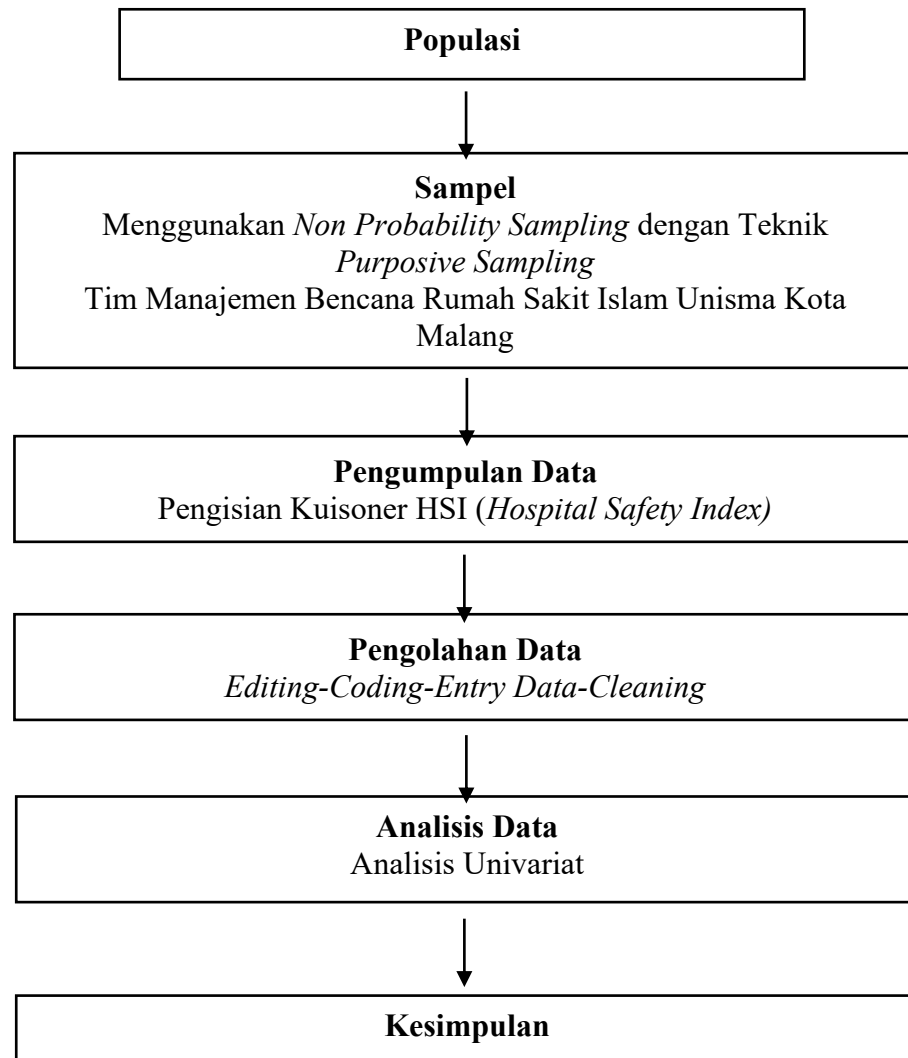 Populasi
Sampel
Menggunakan Non Probability Sampling dengan Teknik
Purposive Sampling
Tim Manajemen Bencana Rumah Sakit Islam Unisma Kota
Malang
Pengumpulan Data
Pengisian Kuisoner HSI (Hospital Safety Index)
Pengolahan Data
Editing-Coding-Entry Data-Cleaning
Analisis Data
Analisis Univariat
Kesimpulan